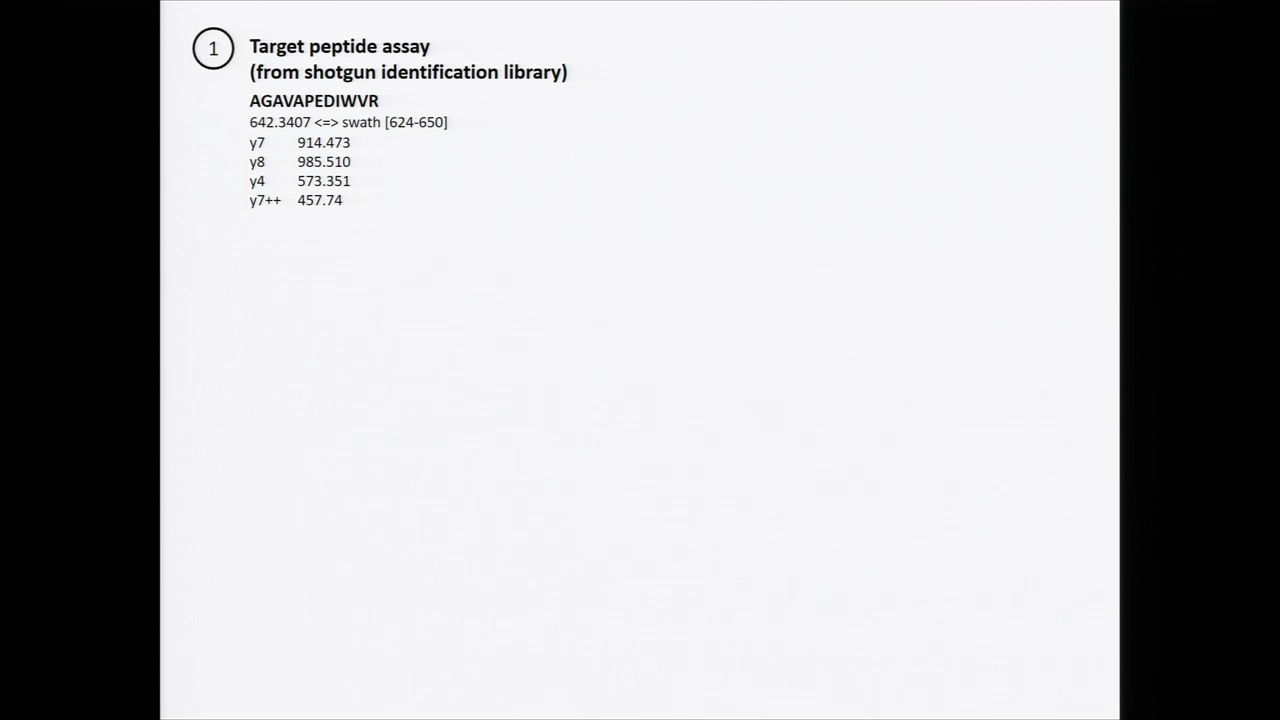 1
Target peptide assay
(from shotgun identification library)
AGAVAPEDIWVR
642.3407 <=> swath [624-650]
y7 914.473
y8 985.510
y4 573.351
y7++ 457.74